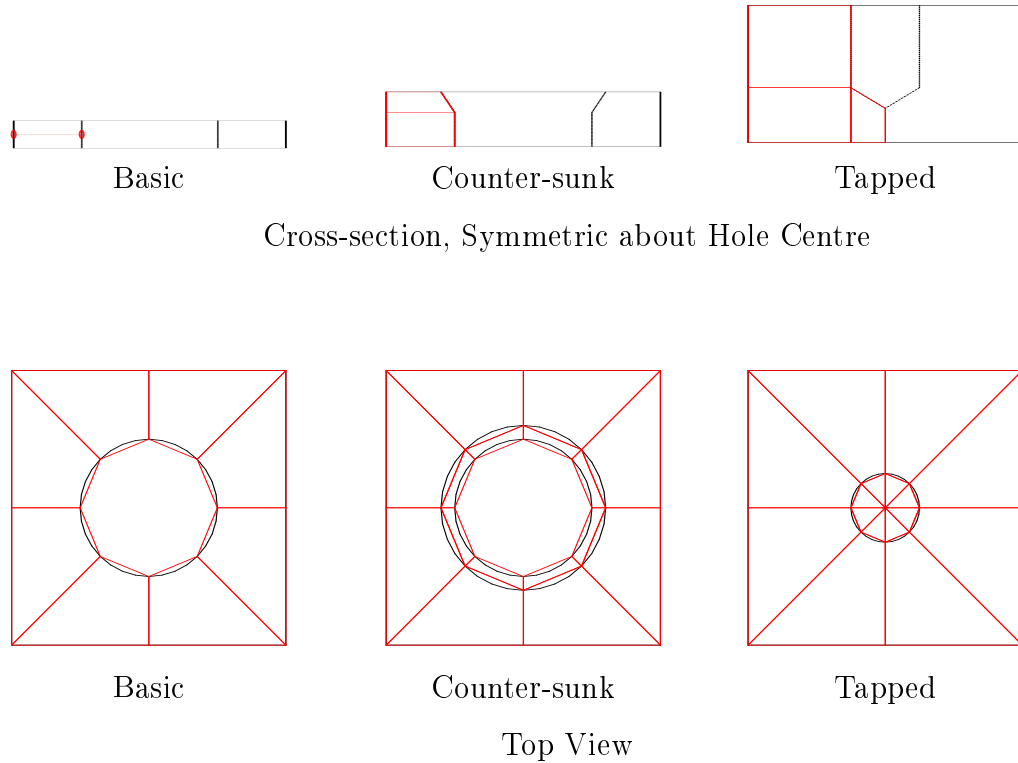 Basic Counter-sunk Tapped
Cross-section, Symmetric about Hole Centre
Basic Counter-sunk Tapped
Top View